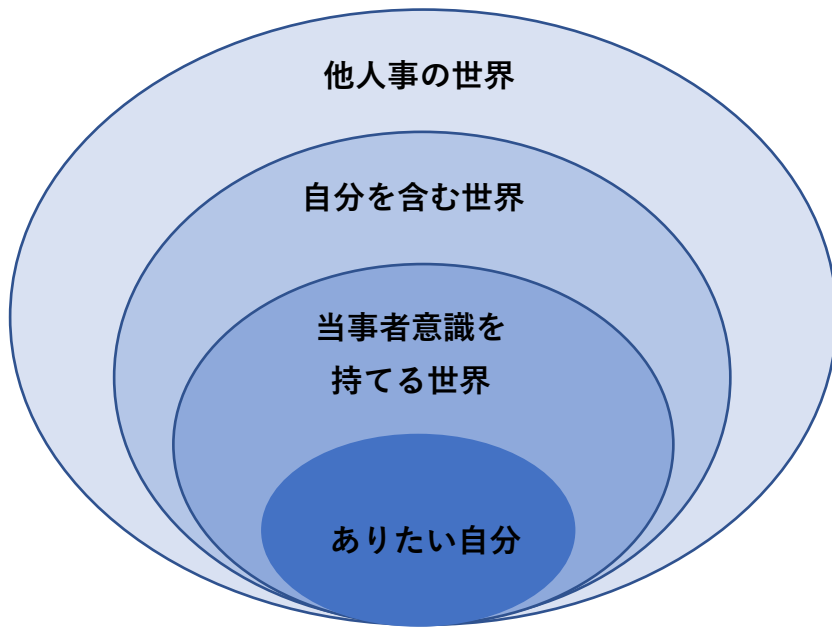 他人事の世界
自分を含む世界
当事者意識を
持てる世界
ありたい自分